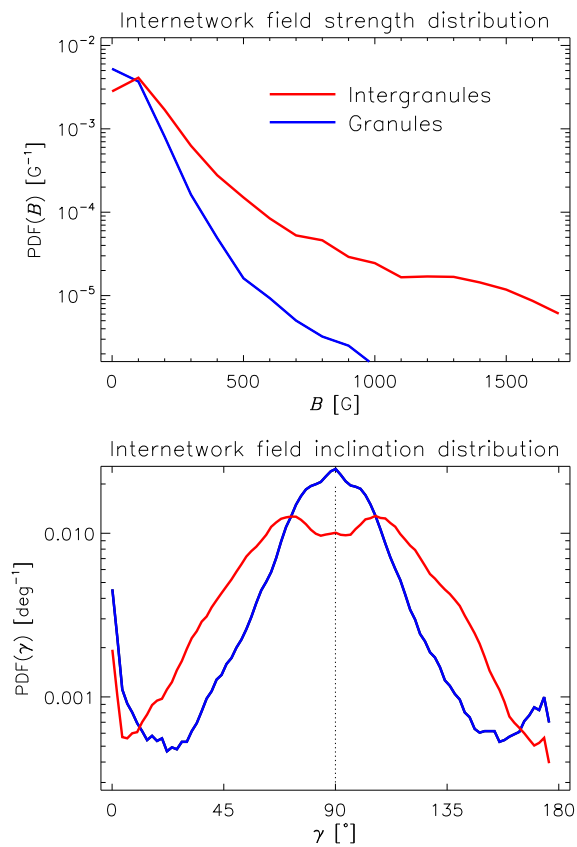 Internetwork field strength distribution
10⁻²
10⁻³
10⁻⁴
10⁻⁵
PDF(B) [G⁻¹]
Intergranules
Granules
0 500 1000 1500
B [G]
Internetwork field inclination distribution
0.010
0.001
PDF(γ) [deg⁻¹]
0 45 90 135 180
γ [°]